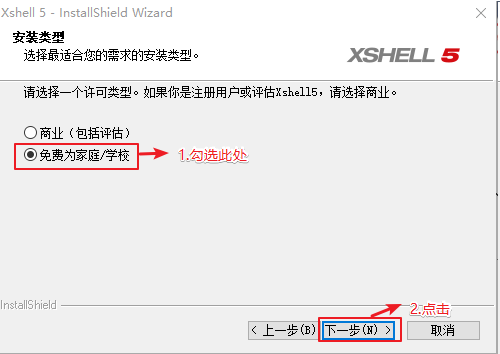 Xshell 5 - InstallShield Wizard
安装类型
选择最适合您的需求的安装类型。
XSHELL 5
请选择一个许可类型。如果你是注册用户或评估Xshell5，请选择商业。
商业（包括评估）
免费为家庭/学校
1.勾选此处
InstallShield
2.点击
< 上一步(B)
下一步(N) >
取消